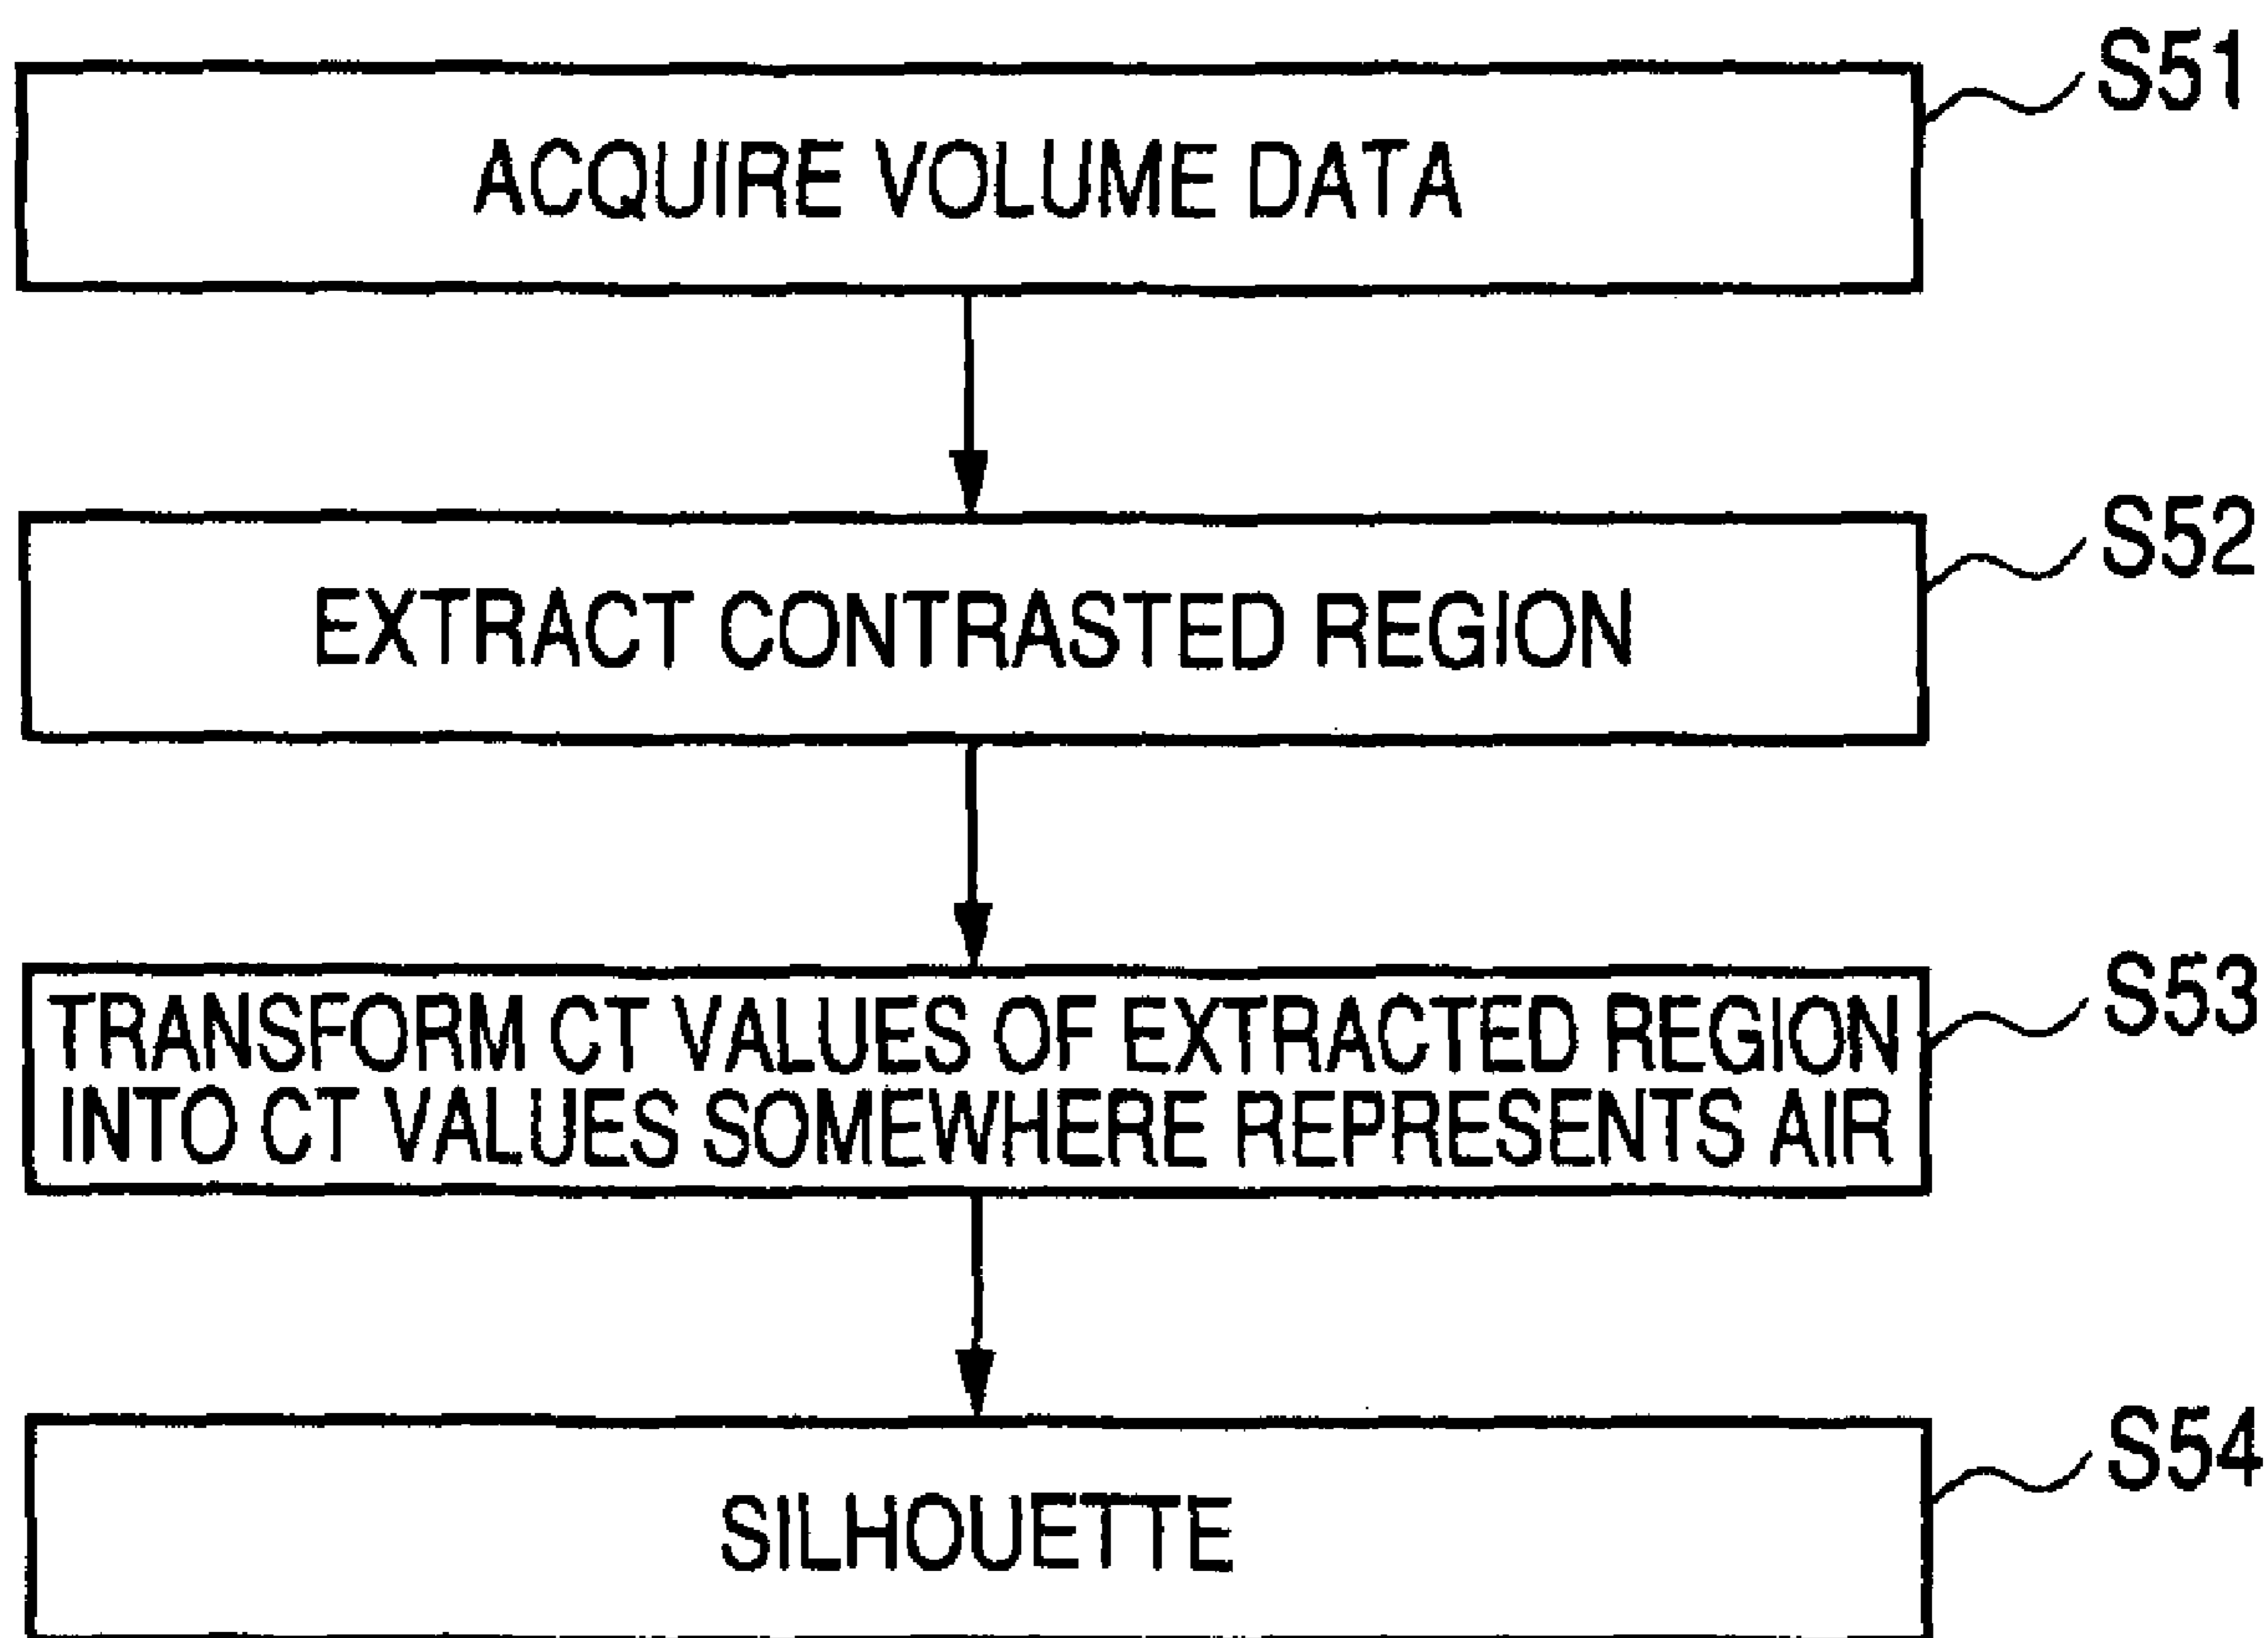 S51
ACQUIRE VOLUME DATA
S52
EXTRACT CONTRASTED REGION
S53
TRANSFORM CT VALUES OF EXTRACTED REGION
INTO CT VALUES SOMEWHERE REPRESENTS AIR
S54
SILHOUETTE